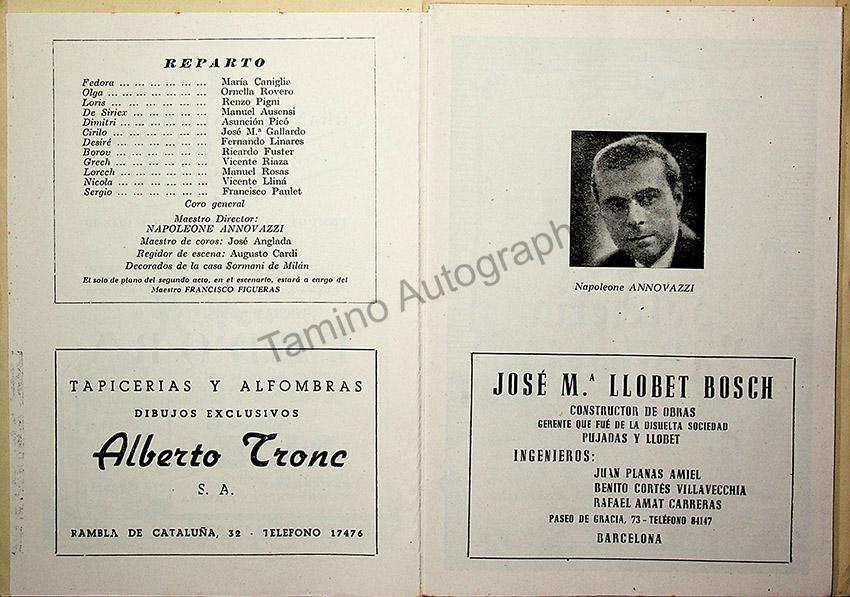 REPARTO
Fedora ... ... ... ... ... ... María Caniglie
Olga ... ... ... ... ... ... ... Ornella Rovero
Loris ... ... ... ... ... ... Renzo Pigni
De Siriex ... ... ... ... ... Manuel Ausensi
Dimitri ... ... ... ... ... ... Asunción Picó
Cirilo ... ... ... ... ... ... José M.ª Gallardo
Desiré ... ... ... ... ... ... Fernando Linares
Borov ... ... ... ... ... ... Ricardo Fuster
Grech ... ... ... ... ... ... Vicente Riaza
Lorech ... ... ... ... ... ... Manuel Rosas
Nicola ... ... ... ... ... ... Vicente Lliná
Sergio ... ... ... ... ... ... Francisco Paulet
Coro general
Maestro Director:
NAPOLEONE ANNOVAZZI
Maestro de coros: José Anglada
Regidor de escena: Augusto Cardi
Decorados de la casa Sormani de Milán
El solo de plano del segundo acto, en el escenario, estará a cargo del
Maestro FRANCISCO FIGUERAS
TAPICERIAS Y ALFOMBRAS
DIBUJOS EXCLUSIVOS
Alberto Tronc
S. A.
RAMBLA DE CATALUÑA, 32 - TELEFONO 17476
Tamino Autographs
Napoleone ANNOVAZZI
JOSÉ M.ª LLOBET BOSCH
CONSTRUCTOR DE OBRAS
GERENTE QUE FUÉ DE LA DISUELTA SOCIEDAD
PUJADAS Y LLOBET
INGENIEROS:
JUAN PLANAS AMIEL
BENITO CORTÉS VILLAVECCHIA
RAFAEL AMAT CARRERAS
PASEO DE GRACIA, 73 - TELÉFONO 84147
BARCELONA